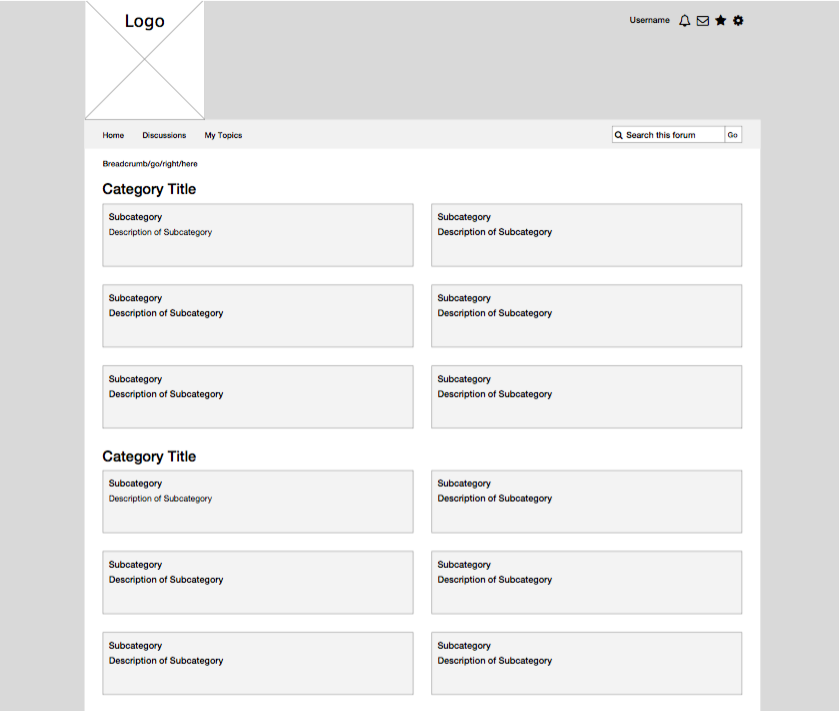 Logo
Username
Home Discussions My Topics
Search this forum Go
Breadcrumb/go/right/here
Category Title
Subcategory Subcategory
Description of Subcategory Description of Subcategory
Subcategory Subcategory
Description of Subcategory Description of Subcategory
Subcategory Subcategory
Description of Subcategory Description of Subcategory
Category Title
Subcategory Subcategory
Description of Subcategory Description of Subcategory
Subcategory Subcategory
Description of Subcategory Description of Subcategory
Subcategory Subcategory
Description of Subcategory Description of Subcategory